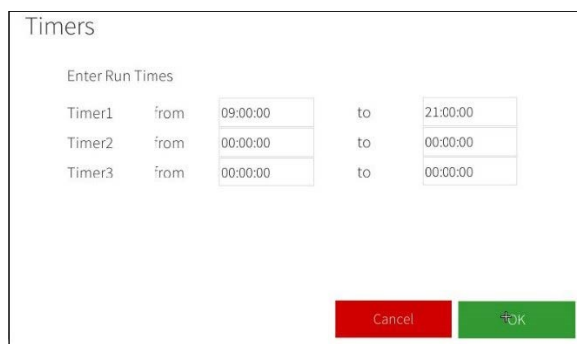 Timers
Enter Run Times
Timer1 from 09:00:00 to 21:00:00
Timer2 from 00:00:00 to 00:00:00
Timer3 from 00:00:00 to 00:00:00
Cancel OK